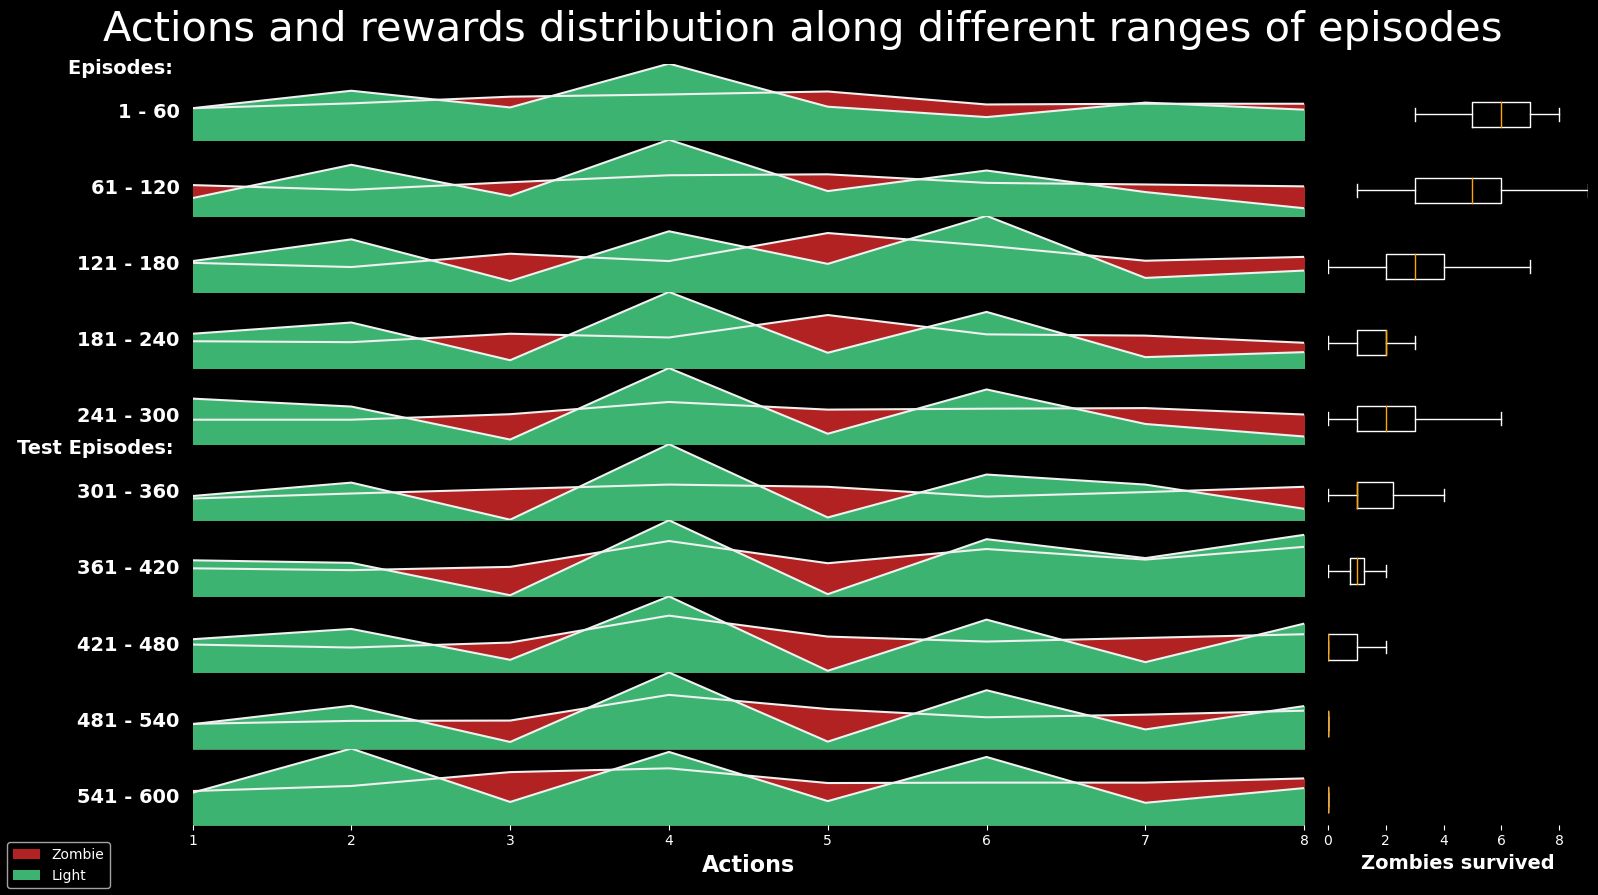 Actions and rewards distribution along different ranges of episodes
Episodes:
1 - 60
61 - 120
121 - 180
181 - 240
241 - 300
Test Episodes:
301 - 360
361 - 420
421 - 480
481 - 540
541 - 600
1 2 3 4 5 6 7 8
0 2 4 6 8
Actions
Zombies survived
Zombie
Light